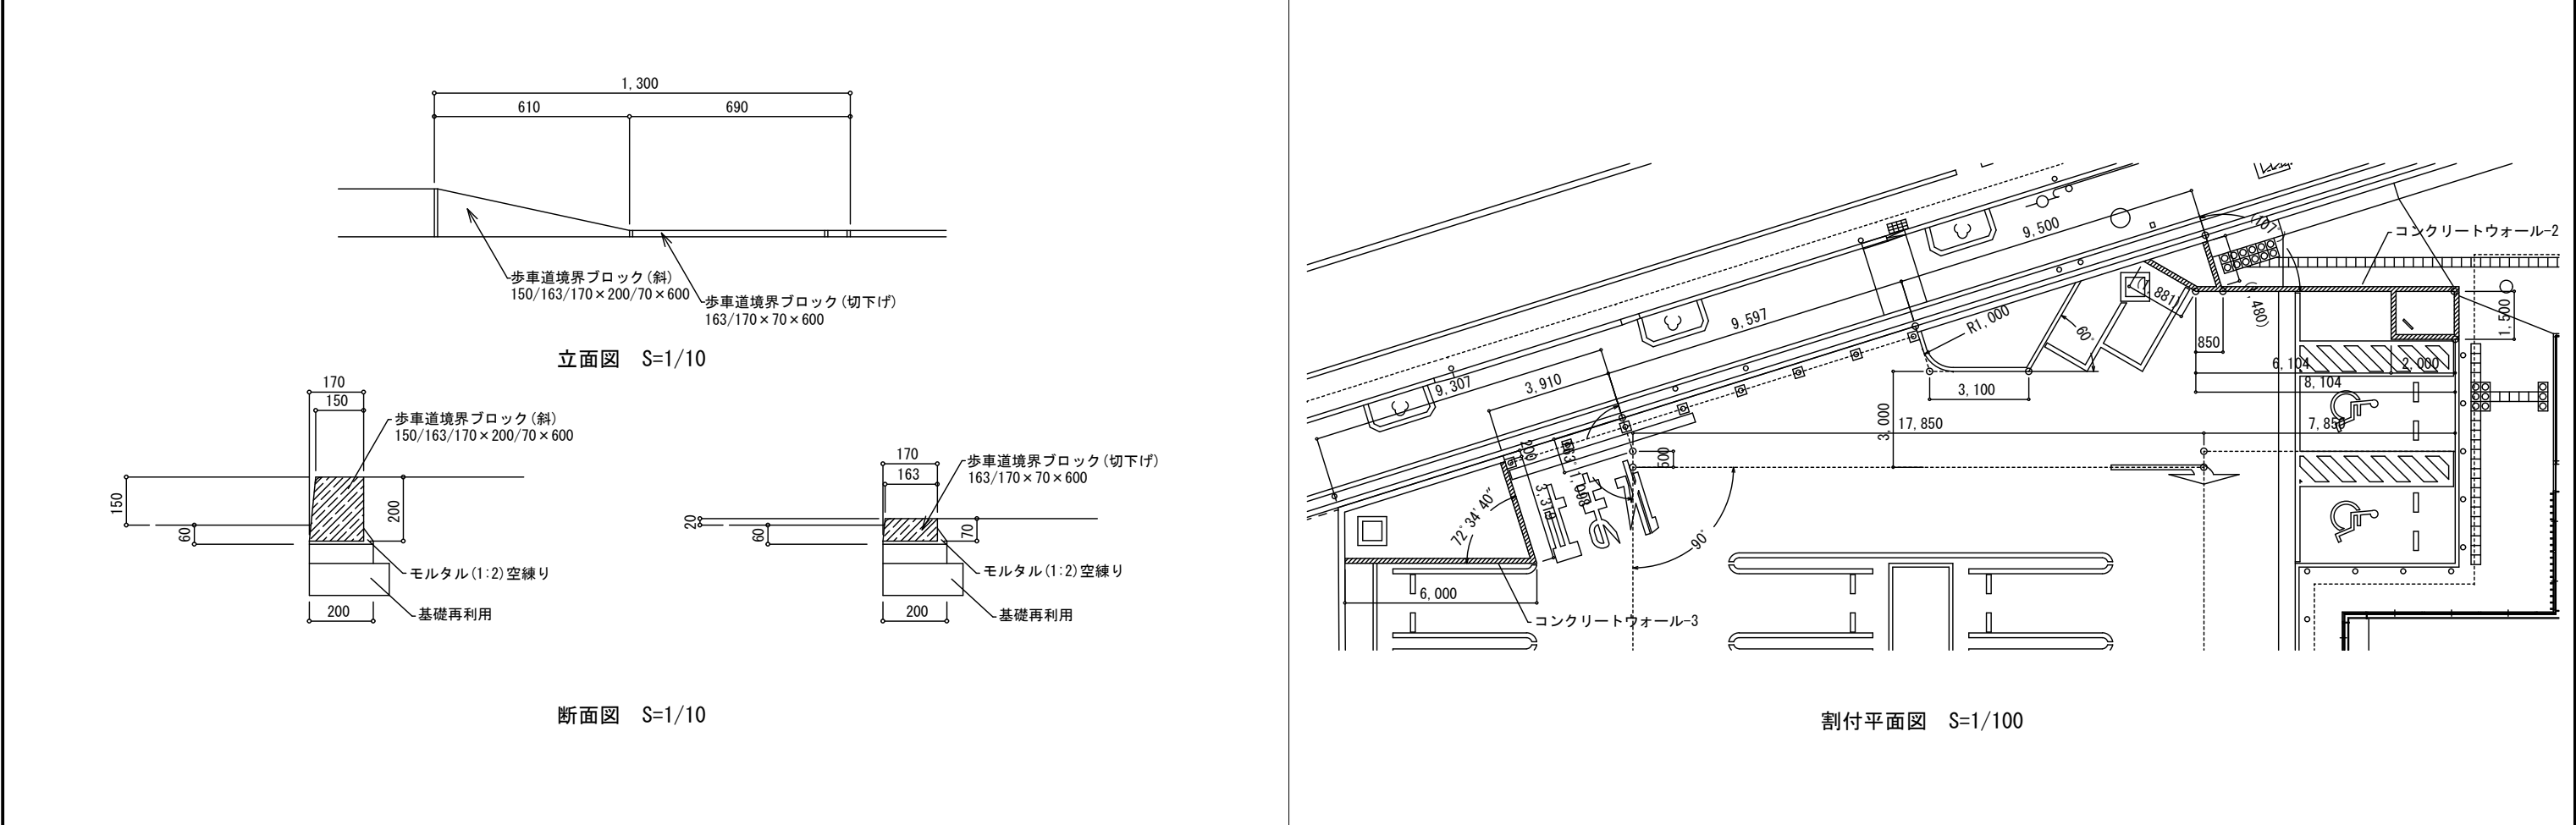 1,300
610
690
歩車道境界ブロック(斜)
150/163/170×200/70×600
歩車道境界ブロック(切下げ)
163/170×70×600
立面図 S=1/10
170
150
歩車道境界ブロック(斜)
150/163/170×200/70×600
150
60
200
モルタル(1:2)空練り
基礎再利用
200
170
163
歩車道境界ブロック(切下げ)
163/170×70×600
20
60
70
モルタル(1:2)空練り
基礎再利用
200
断面図 S=1/10
コンクリートウォール-2
9,500
9,597
R1,000
60°
850
1,500
6,104
2,000
8,104
9,307
3,910
3,100
3,000
17,850
7,850
200
500
3,319
72°34'40"
90°
止まれ
6,000
コンクリートウォール-3
割付平面図 S=1/100